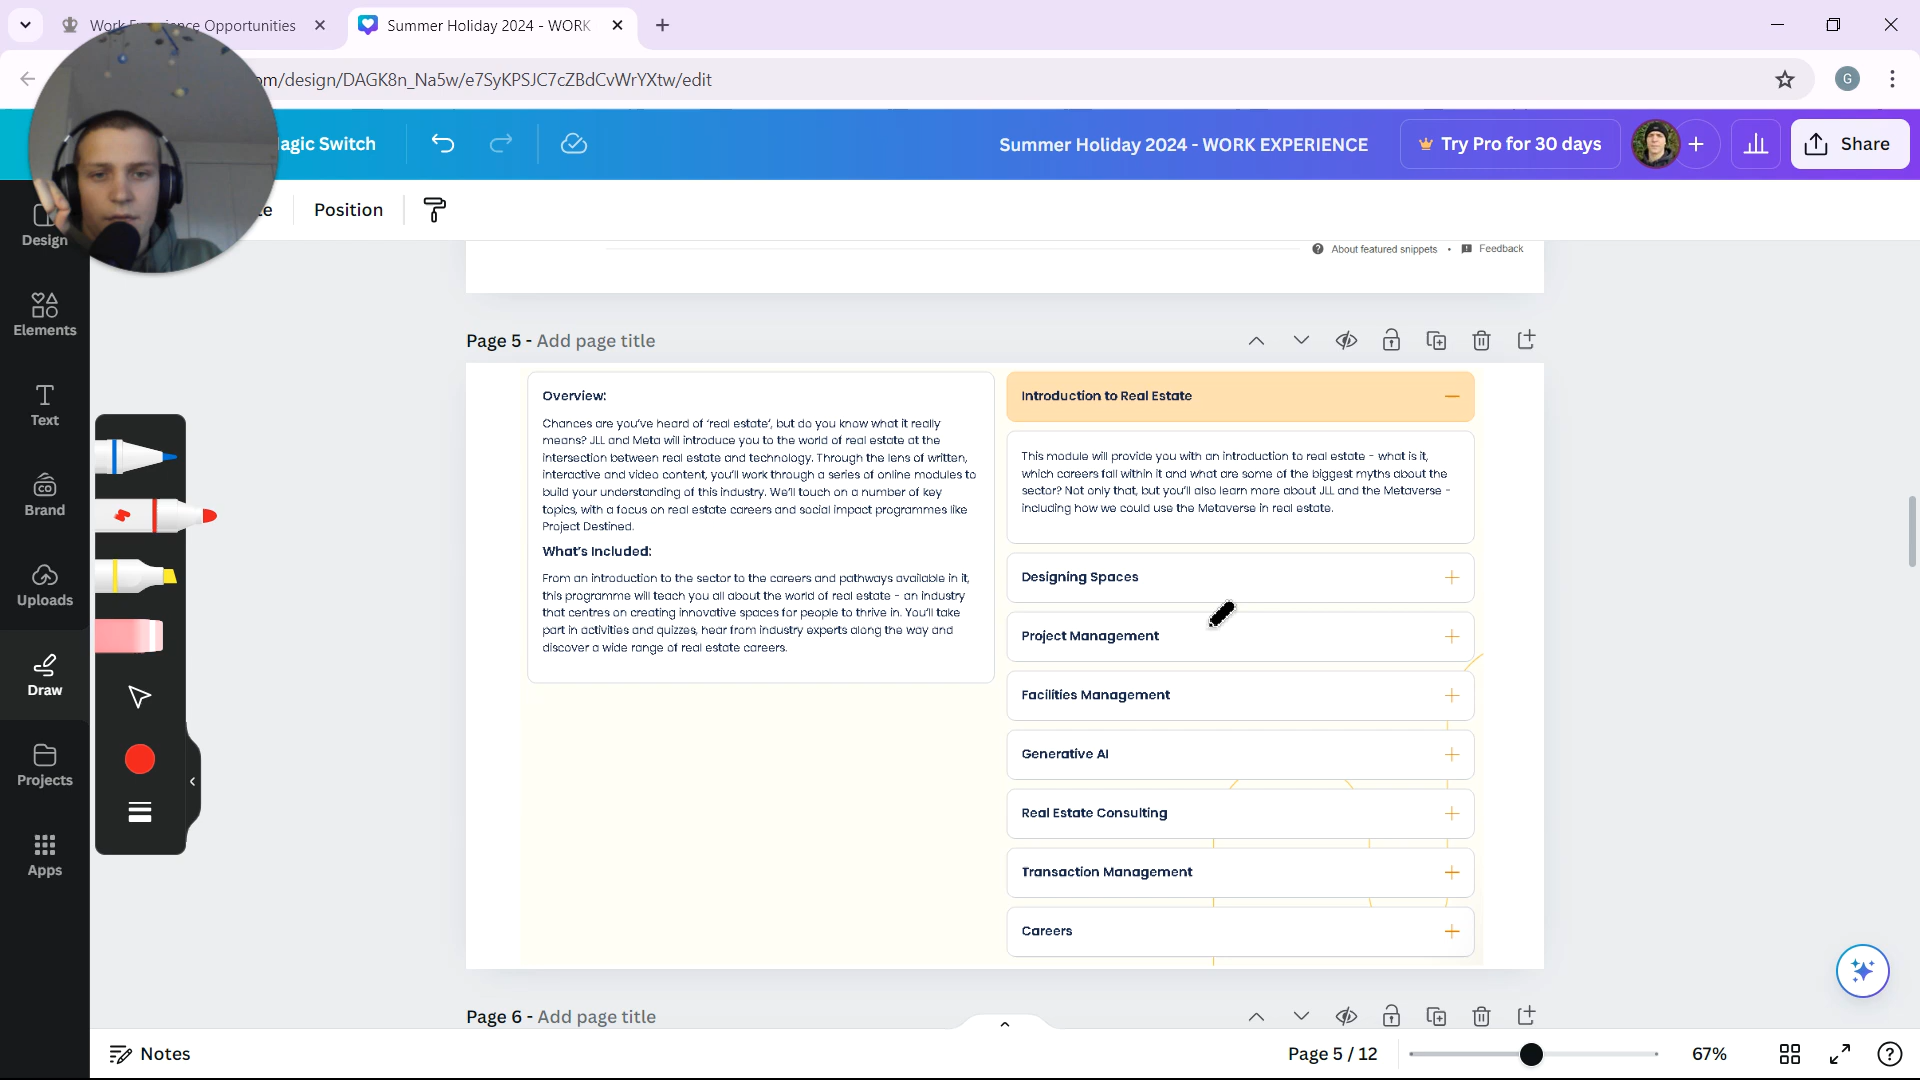 Work Experience Opportunities
Summer Holiday 2024 - WORK
om/design/DAGK8n_Na5w/e7SyKPSJC7cZBdCvWrYXtw/edit
G
agic Switch
Summer Holiday 2024 - WORK EXPERIENCE
Try Pro for 30 days
Share
Position
Design
Elements
Text
Brand
Uploads
Draw
Projects
Apps
About featured snippets • Feedback
Page 5 - Add page title
Overview:
Chances are you've heard of 'real estate', but do you know what it really
means? JLL and Meta will introduce you to the world of real estate at the
intersection between real estate and technology. Through the lens of written,
interactive and video content, you'll work through a series of online modules to
build your understanding of this industry. We'll touch on a number of key
topics, with a focus on real estate careers and social impact programmes like
Project Destined.
What's Included:
From an introduction to the sector to the careers and pathways available in it,
this programme will teach you all about the world of real estate - an industry
that centres on creating innovative spaces for people to thrive in. You'll take
part in activities and quizzes, hear from industry experts along the way and
discover a wide range of real estate careers.
Introduction to Real Estate
This module will provide you with an introduction to real estate - what is it,
which careers fall within it and what are some of the biggest myths about the
sector? Not only that, but you'll also learn more about JLL and the Metaverse -
including how we could use the Metaverse in real estate.
Designing Spaces
Project Management
Facilities Management
Generative AI
Real Estate Consulting
Transaction Management
Careers
Page 6 - Add page title
Notes
Page 5 / 12
67%